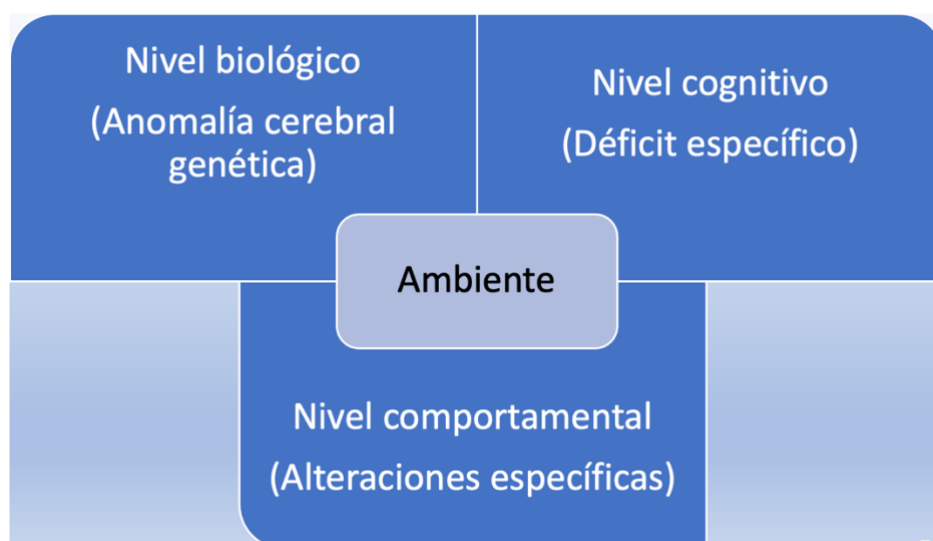 Nivel biológico
(Anomalía cerebral
genética)
Nivel cognitivo
(Déficit específico)
Ambiente
Nivel comportamental
(Alteraciones específicas)